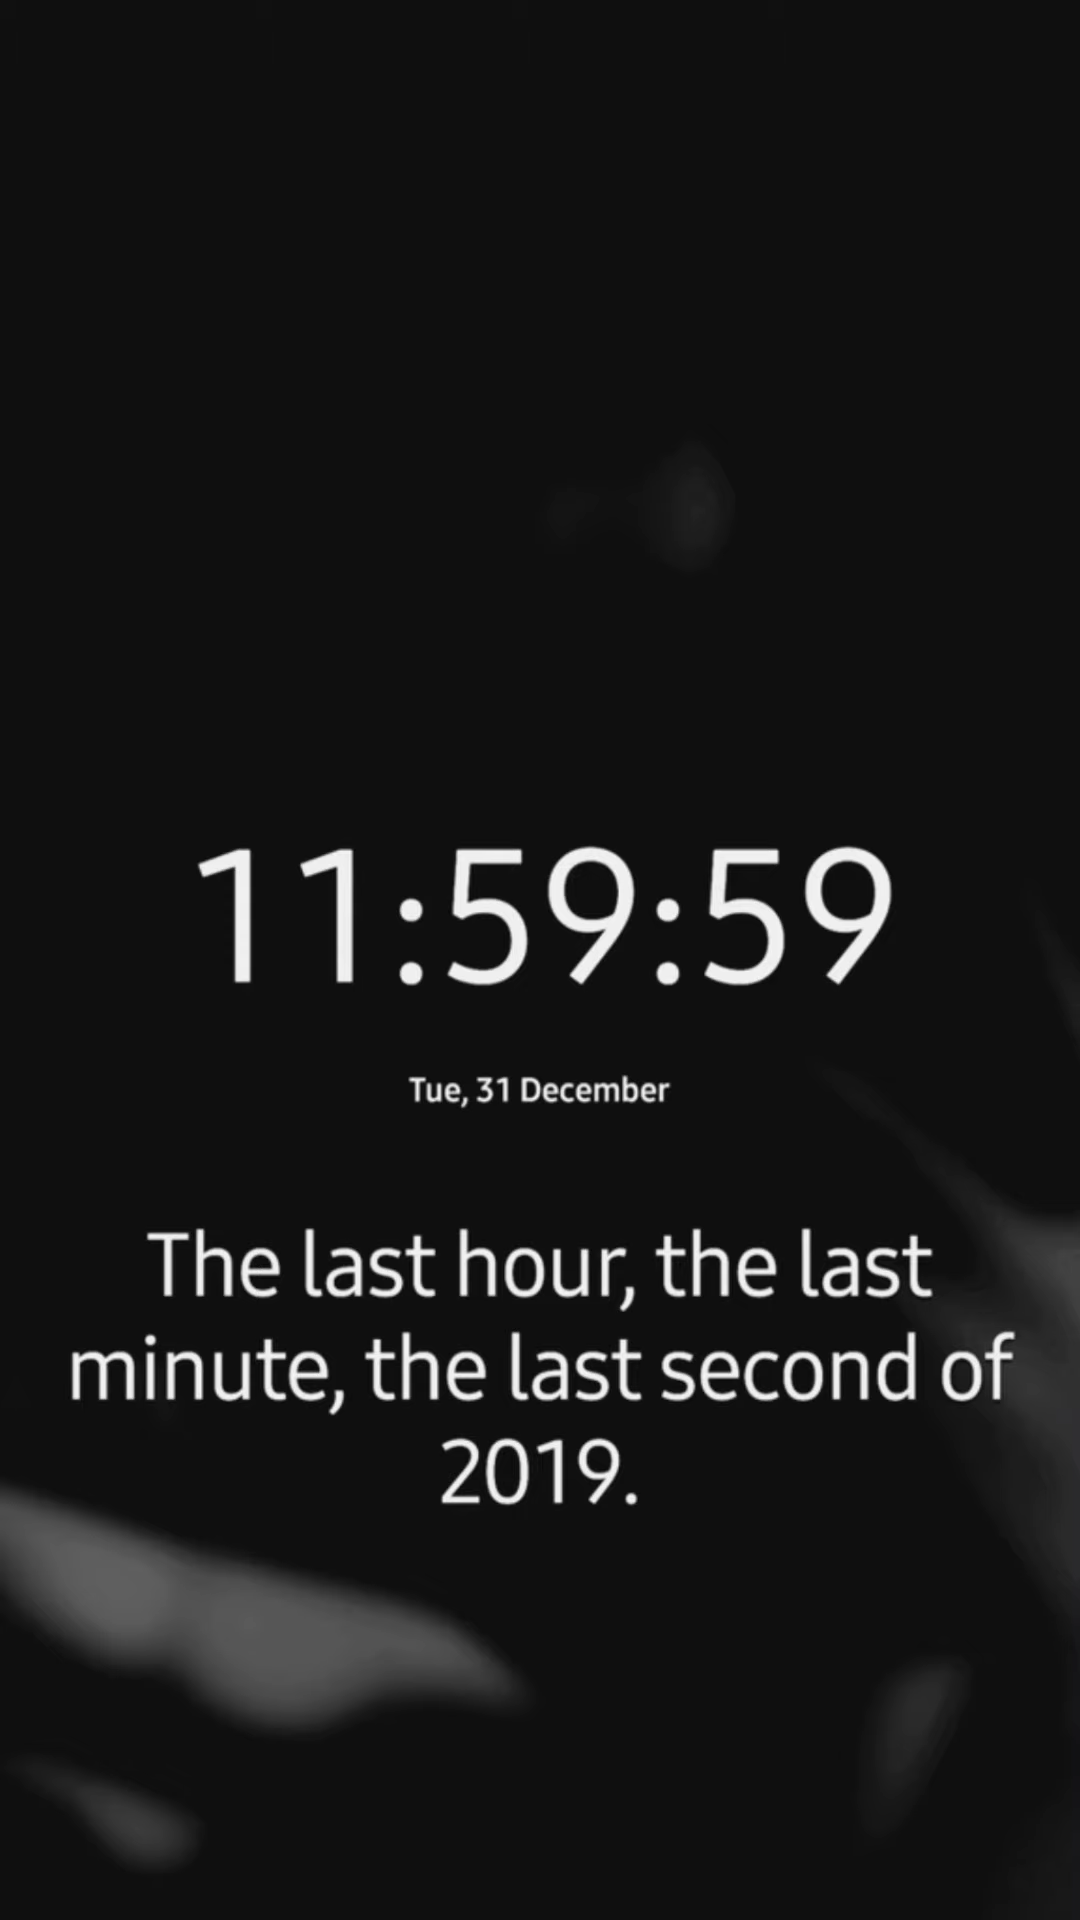 11:59:59
Tue, 31 December
The last hour, the last
minute, the last second of
2019.